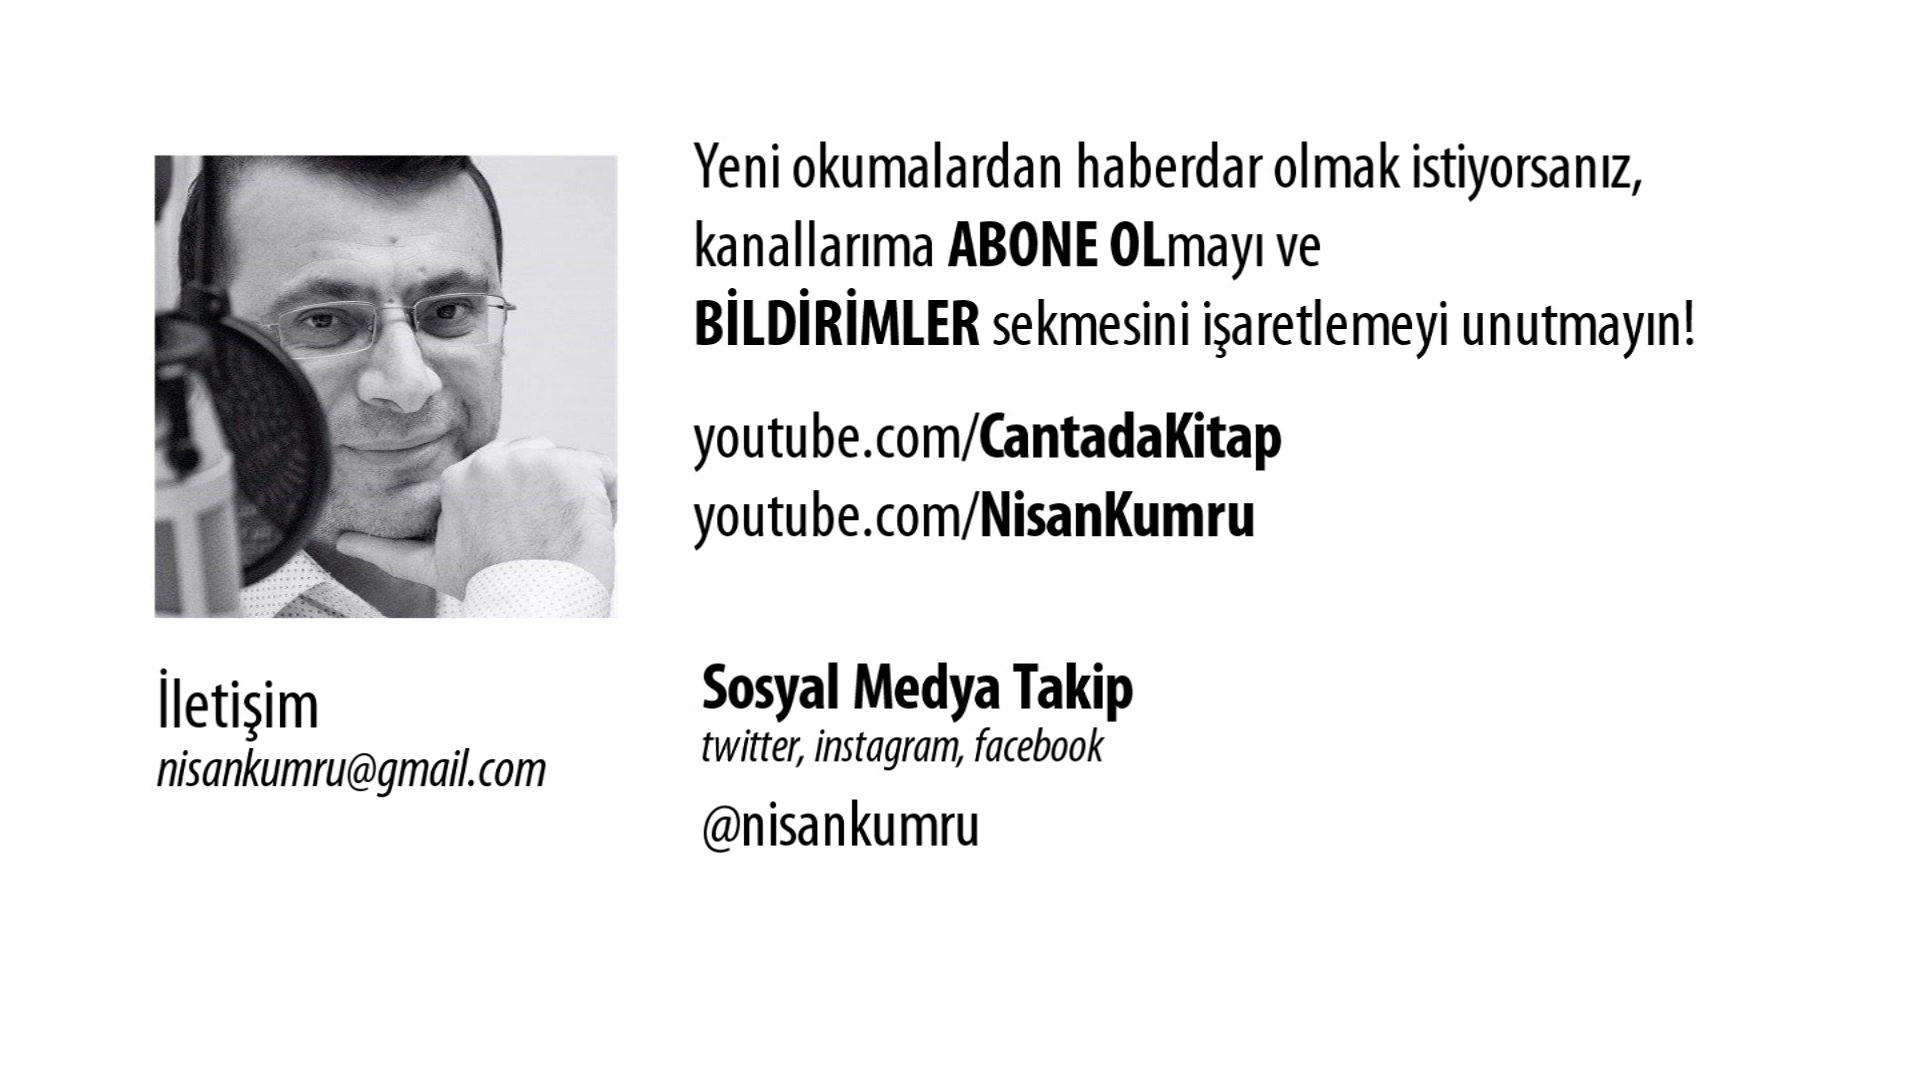 Yeni okumalardan haberdar olmak istiyorsanız,
kanallarıma ABONE OLmayı ve
BİLDİRİMLER sekmesini işaretlemeyi unutmayın!
youtube.com/CantadaKitap
youtube.com/NisanKumru
İletişim
nisankumru@gmail.com
Sosyal Medya Takip
twitter, instagram, facebook
@nisankumru